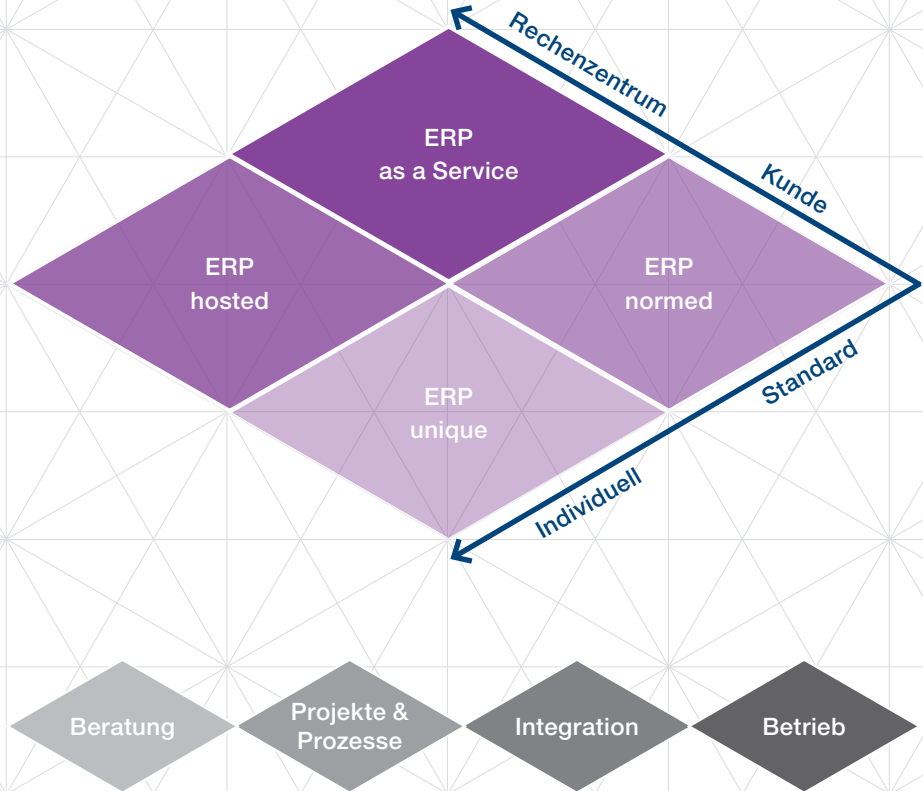 Rechenzentrum
Kunde
ERP
as a Service
ERP
hosted
ERP
normed
ERP
unique
Standard
Individuell
Beratung
Projekte &
Prozesse
Integration
Betrieb